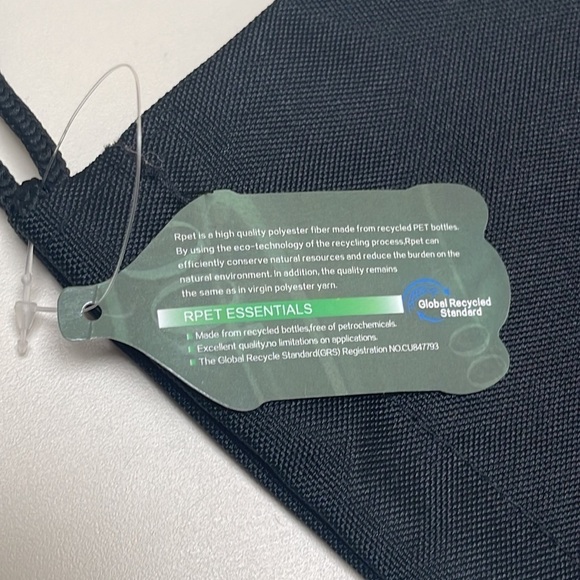 Rpet is a high quality polyester fiber made from recycled PET bottles.
By using the eco-technology of the recycling process,Rpet can
efficiently conserve natural resources and reduce the burden on the
natural environment. In addition, the quality remains
the same as in virgin polyester yarn.
RPET ESSENTIALS
Made from recycled bottles,free of petrochemicals.
Excellent quality,no limitations on applications.
The Global Recycle Standard(GRS) Registration NO.CU847793
Global Recycled
Standard